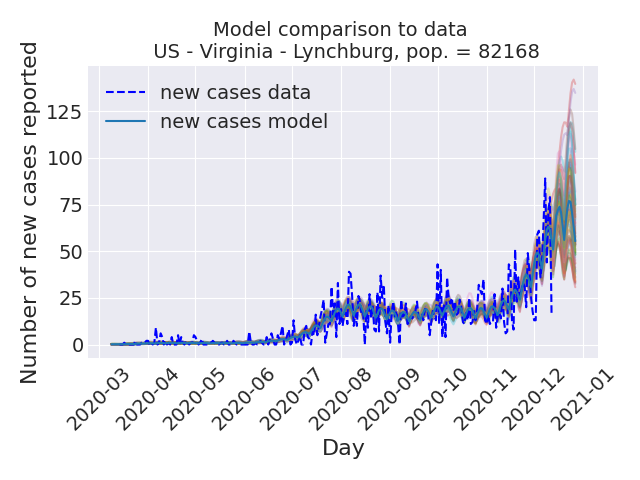 Model comparison to data
US - Virginia - Lynchburg, pop. = 82168
Number of new cases reported
125
100
75
50
25
0
new cases data
new cases model
2020-03
2020-04
2020-05
2020-06
2020-07
2020-08
2020-09
2020-10
2020-11
2020-12
2021-01
Day